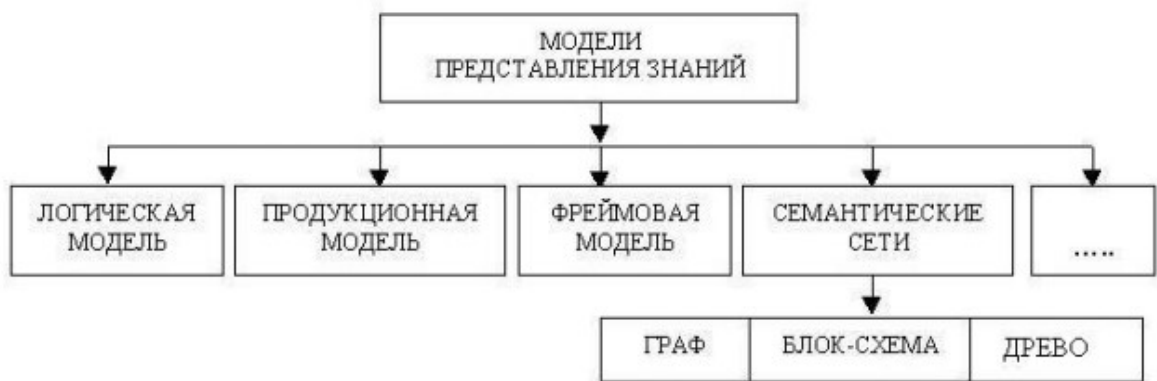 МОДЕЛИ
ПРЕДСТАВЛЕНИЯ ЗНАНИЙ
ЛОГИЧЕСКАЯ
МОДЕЛЬ
ПРОДУКЦИОННАЯ
МОДЕЛЬ
ФРЕЙМОВАЯ
МОДЕЛЬ
СЕМАНТИЧЕСКИЕ
СЕТИ
.....
ГРАФ
БЛОК-СХЕМА
ДРЕВО